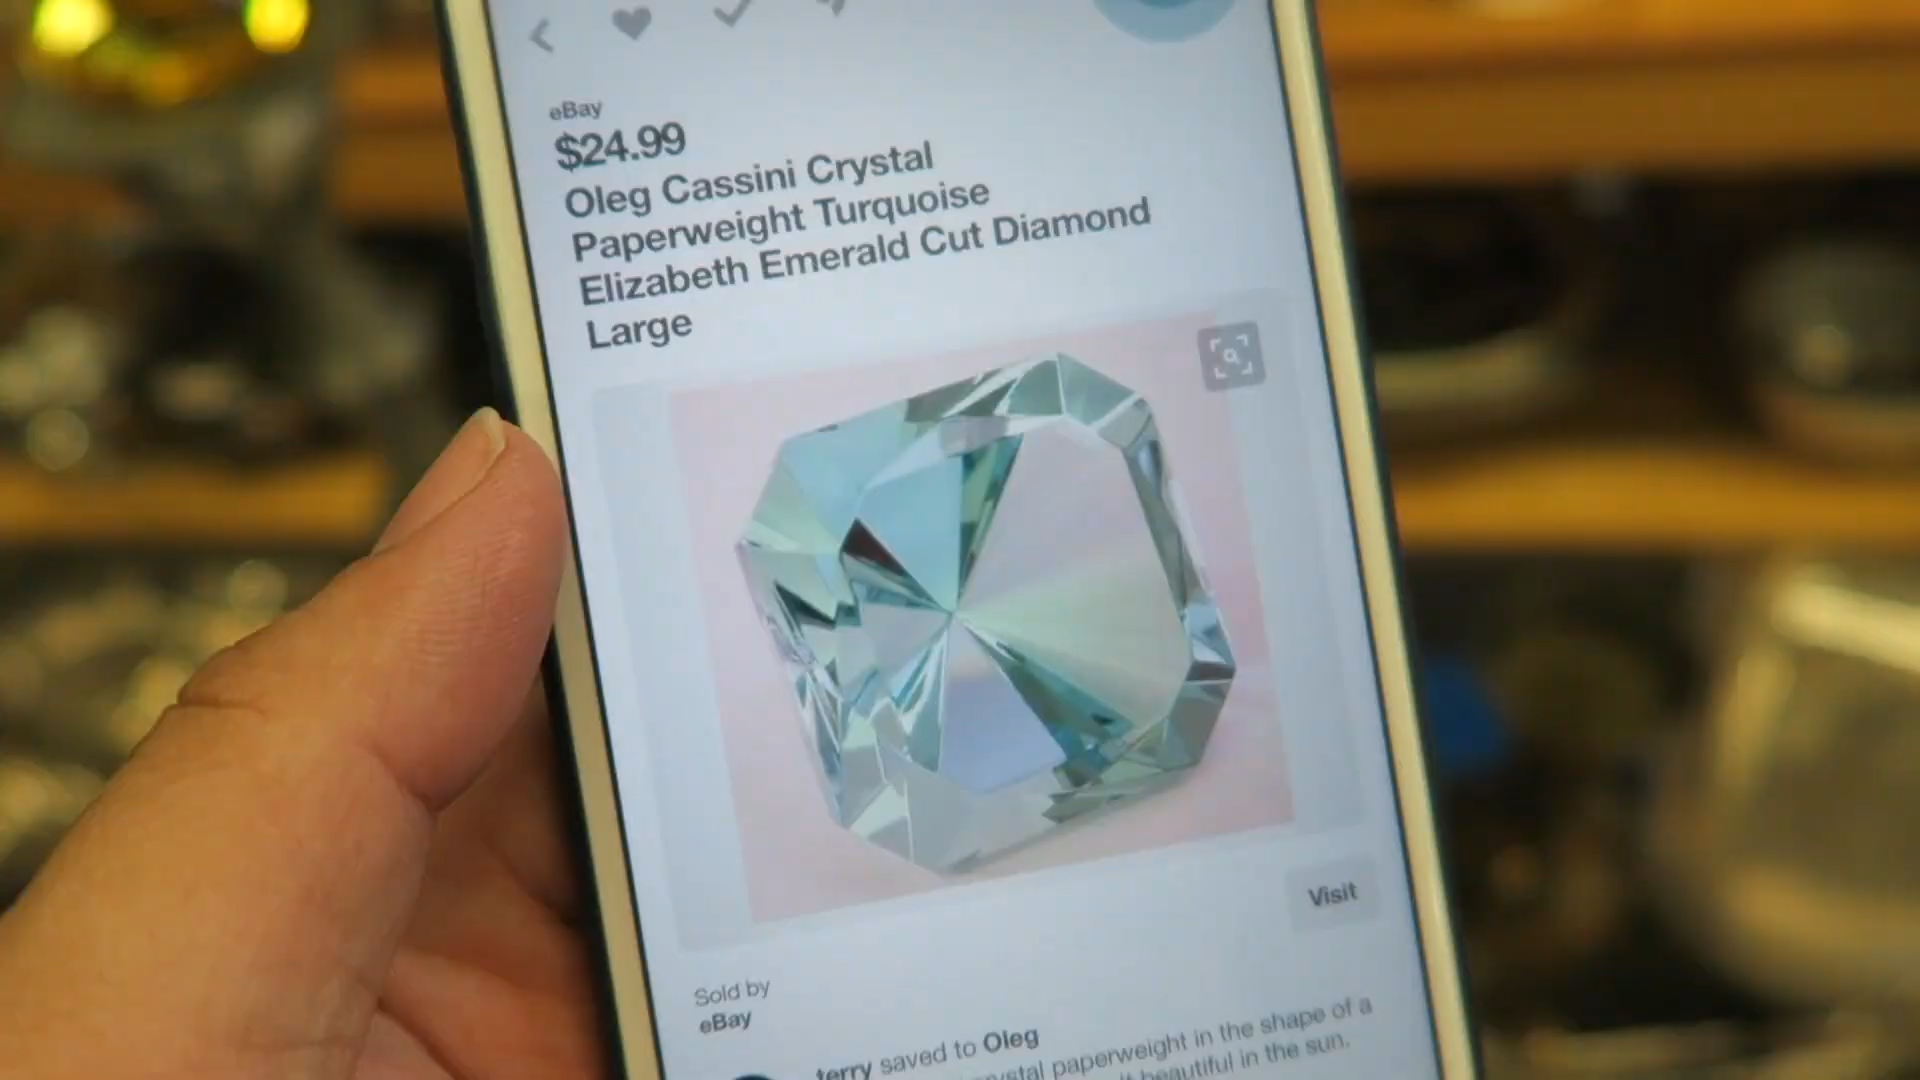 eBay
$24.99
Oleg Cassini Crystal
Paperweight Turquoise
Elizabeth Emerald Cut Diamond
Large
Visit
Sold by
eBay
terry saved to Oleg
paperweight in the shape of a
beautiful in the sun.